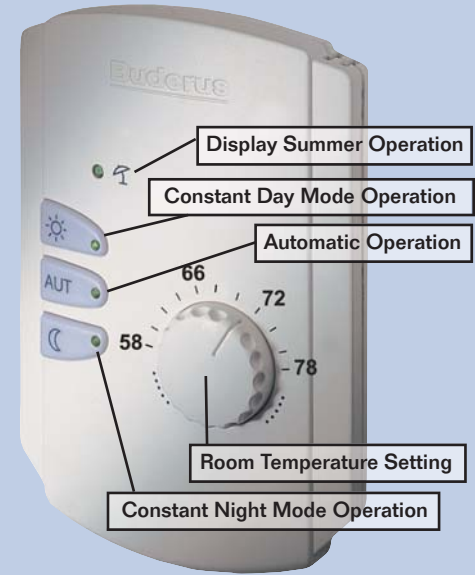 Buderus
Display Summer Operation
Constant Day Mode Operation
Automatic Operation
AUT
66
72
58
78
Room Temperature Setting
Constant Night Mode Operation